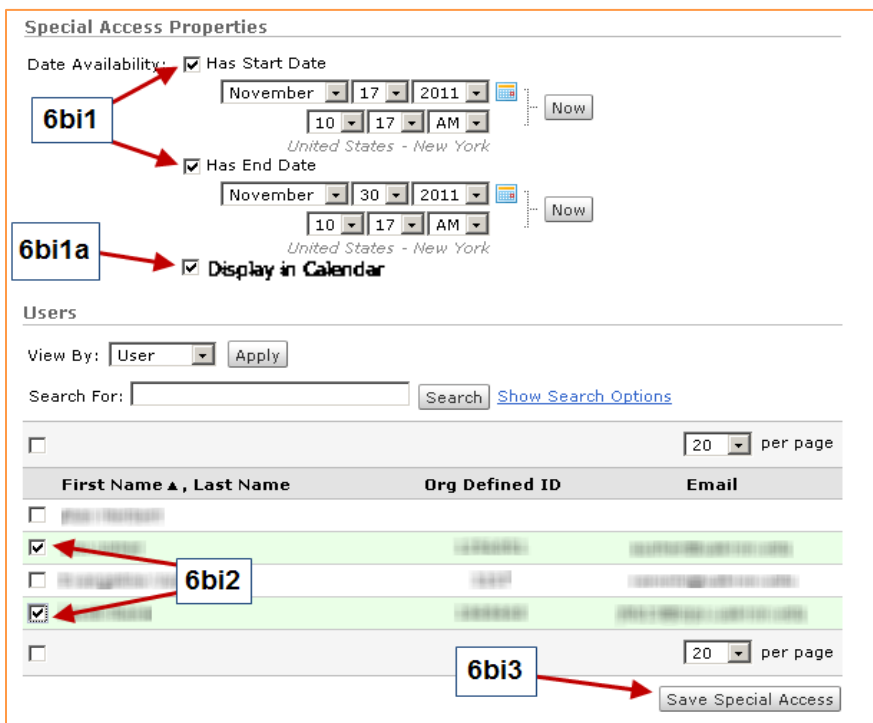 Special Access Properties
Date Availability: Has Start Date
November 17 2011
Now
10 17 AM
6bi1
United States - New York
Has End Date
November 30 2011
Now
10 17 AM
6bi1a
United States - New York
Display in Calendar
Users
View By: User Apply
Search For: Search Show Search Options
20 per page
First Name ▲, Last Name Org Defined ID Email
6bi2
20 per page
6bi3
Save Special Access